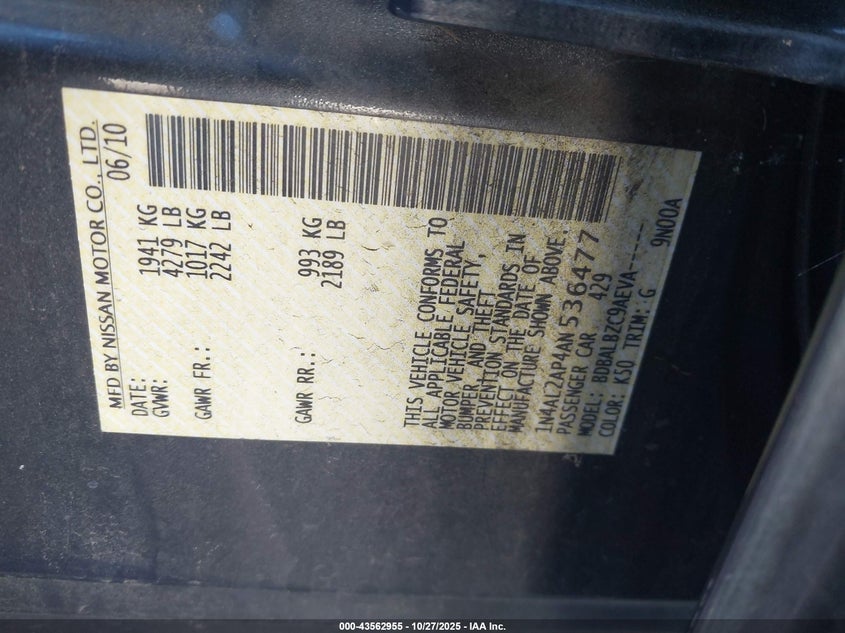 MFD BY NISSAN MOTOR CO., LTD.
DATE: 06/10
GVWR: 1941 KG
4279 LB
GAWR FR.: 1017 KG
2242 LB
GAWR RR.: 993 KG
2189 LB
THIS VEHICLE CONFORMS TO
ALL APPLICABLE FEDERAL
MOTOR VEHICLE SAFETY,
BUMPER, AND THEFT
PREVENTION STANDARDS IN
EFFECT ON THE DATE OF
MANUFACTURE SHOWN ABOVE.
1N4AL2AP4AN536477
PASSENGER CAR 429
MODEL: BDBALBZC9AEVA-----
COLOR: K50 TRIM: G 9N00A
000-43562955 - 10/27/2025 - IAA Inc.